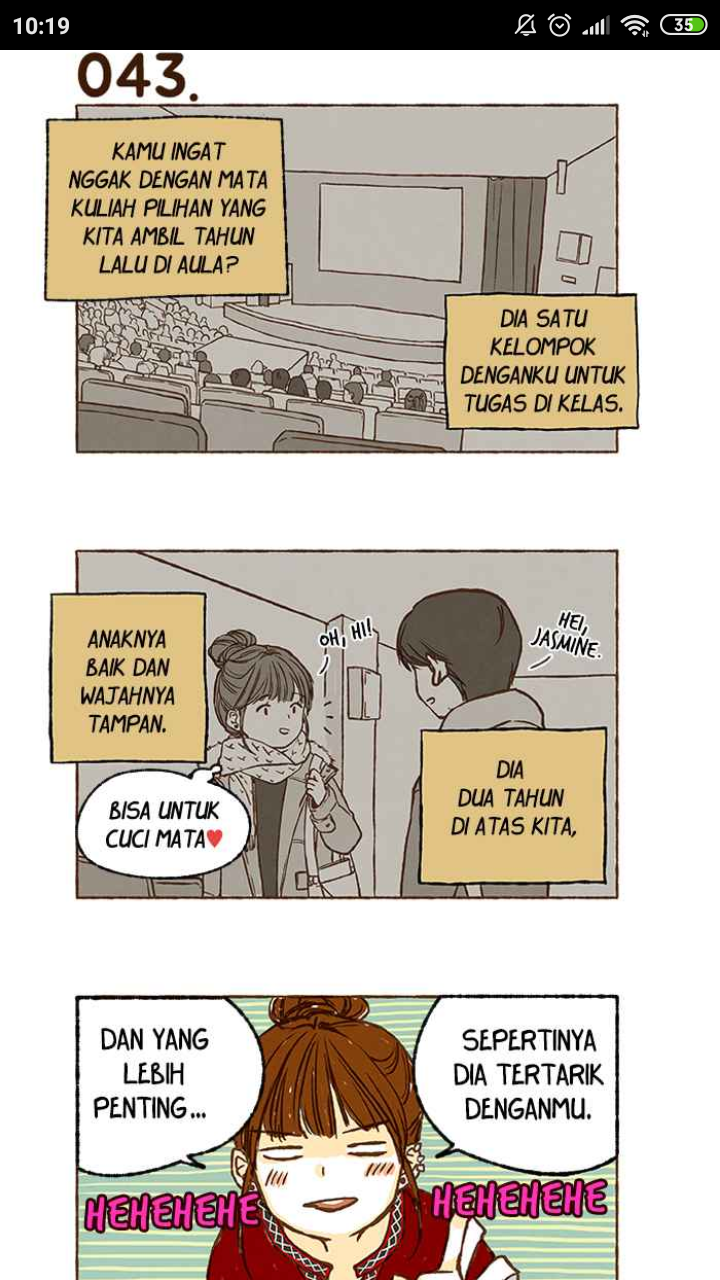 10:19
35
043.
KAMU INGAT
NGGAK DENGAN MATA
KULIAH PILIHAN YANG
KITA AMBIL TAHUN
LALU DI AULA?
DIA SATU
KELOMPOK
DENGANKU UNTUK
TUGAS DI KELAS.
ANAKNYA
BAIK DAN
WAJAHNYA
TAMPAN.
OH, HI!
HEI,
JASMINE.
BISA UNTUK
CUCI MATA♥
DIA
DUA TAHUN
DI ATAS KITA,
DAN YANG
LEBIH
PENTING...
SEPERTINYA
DIA TERTARIK
DENGANMU.
HEHEHEHE
HEHEHEHE